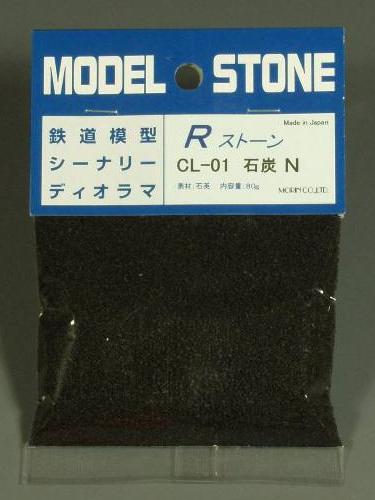 MODEL STONE
鉄道模型
シーナリー
ディオラマ
Made in Japan
R ストーン
CL-01 石炭 N
素材:石英 内容量:80g
MORIN CO.,LTD.